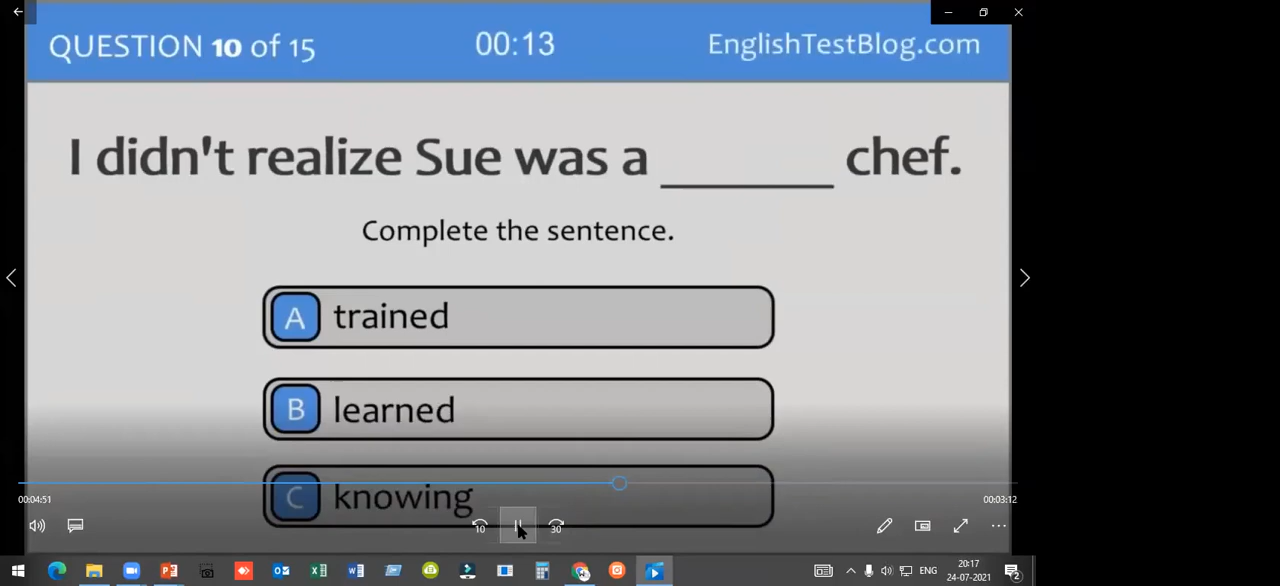 QUESTION 10 of 15 00:13 EnglishTestBlog.com
I didn't realize Sue was a ________ chef.
Complete the sentence.
A trained
B learned
C knowing
00:04:51 00:03:12
10 30
ENG 20:17
24-07-2021 2